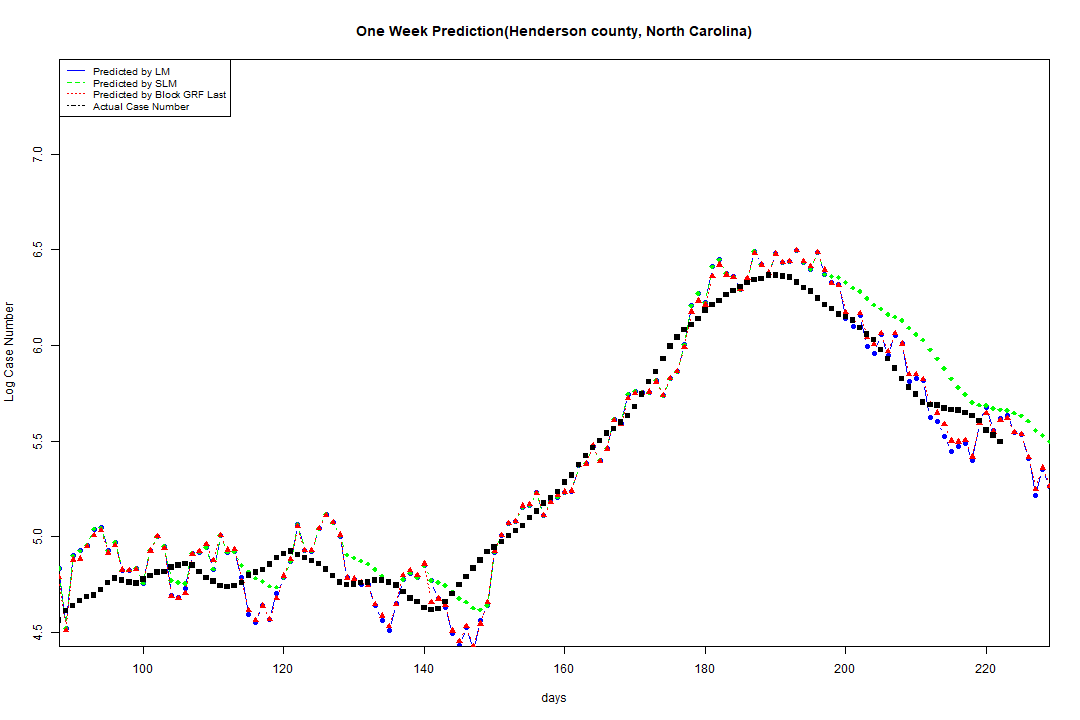 One Week Prediction(Henderson county, North Carolina)
Predicted by LM
Predicted by SLM
Predicted by Block GRF Last
Actual Case Number
7.0
6.5
6.0
5.5
5.0
4.5
Log Case Number
100 120 140 160 180 200 220
days